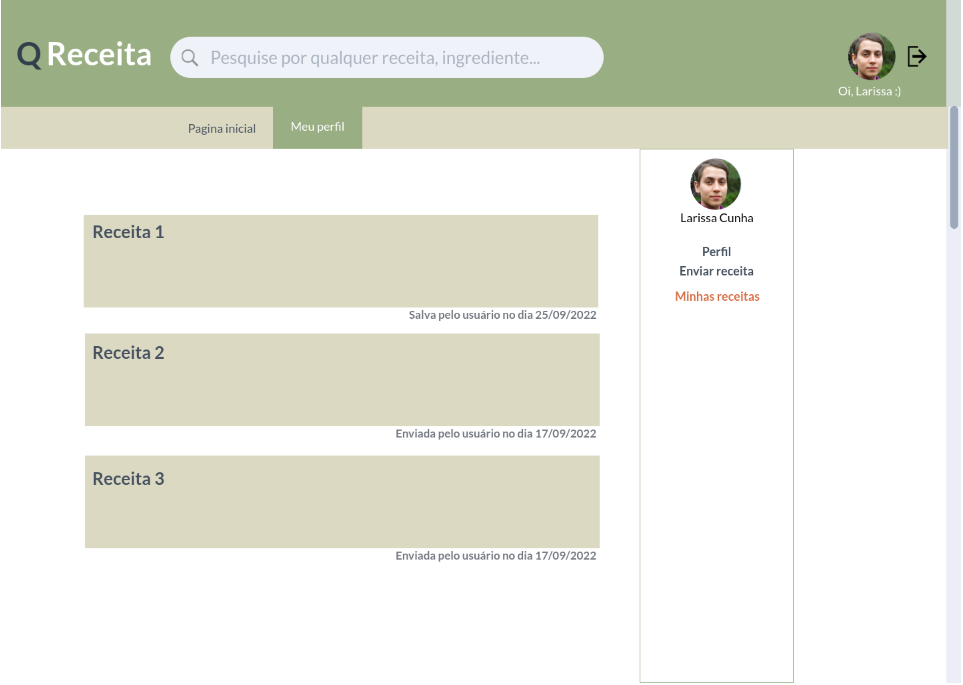 Q Receita
Pesquise por qualquer receita, ingrediente...
Oi, Larissa :)
Pagina inicial
Meu perfil
Receita 1
Salva pelo usuário no dia 25/09/2022
Receita 2
Enviada pelo usuário no dia 17/09/2022
Receita 3
Enviada pelo usuário no dia 17/09/2022
Larissa Cunha
Perfil
Enviar receita
Minhas receitas